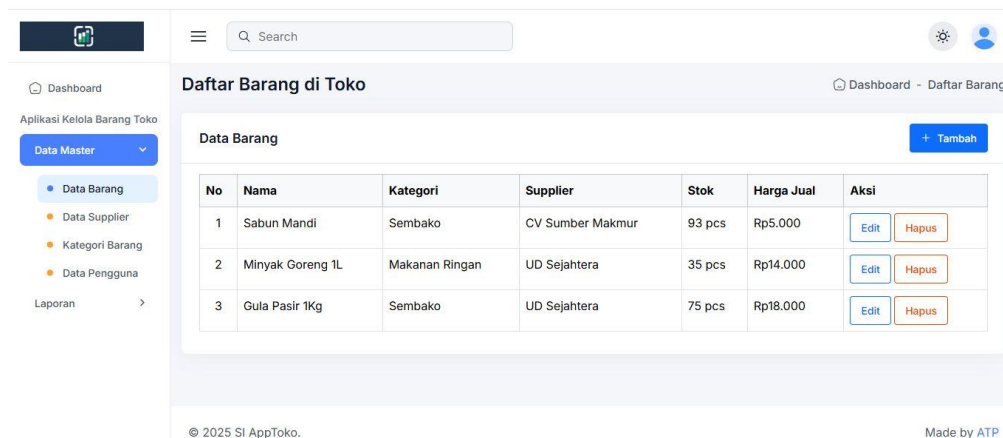 Search
Dashboard
Aplikasi Kelola Barang Toko
Data Master
Data Barang
Data Supplier
Kategori Barang
Data Pengguna
Laporan
Daftar Barang di Toko
Dashboard - Daftar Barang
Data Barang
+ Tambah
No Nama Kategori Supplier Stok Harga Jual Aksi
1 Sabun Mandi Sembako CV Sumber Makmur 93 pcs Rp5.000 Edit Hapus
2 Minyak Goreng 1L Makanan Ringan UD Sejahtera 35 pcs Rp14.000 Edit Hapus
3 Gula Pasir 1Kg Sembako UD Sejahtera 75 pcs Rp18.000 Edit Hapus
© 2025 SI AppToko.
Made by ATP